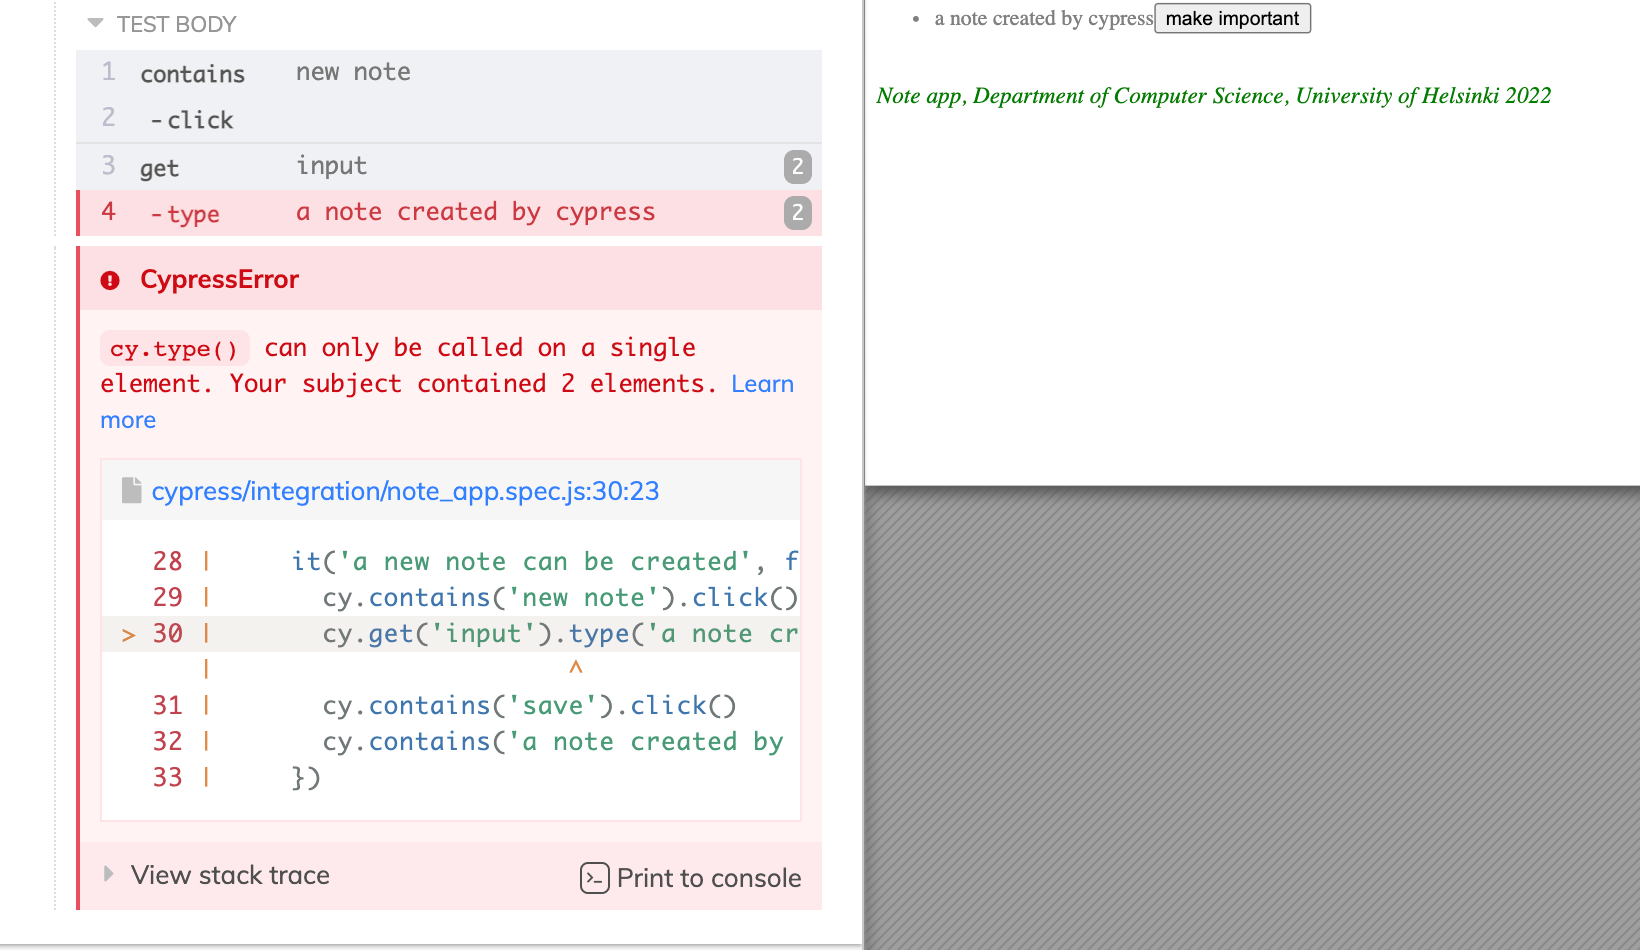 TEST BODY
1 contains new note
2 -click
3 get input 2
4 -type a note created by cypress 2
CypressError
cy.type() can only be called on a single
element. Your subject contained 2 elements. Learn
more
cypress/integration/note_app.spec.js:30:23
28 | it('a new note can be created', f
29 | cy.contains('new note').click()
> 30 | cy.get('input').type('a note cr
| ^
31 | cy.contains('save').click()
32 | cy.contains('a note created by
33 | })
View stack trace
>_ Print to console
• a note created by cypress make important
Note app, Department of Computer Science, University of Helsinki 2022